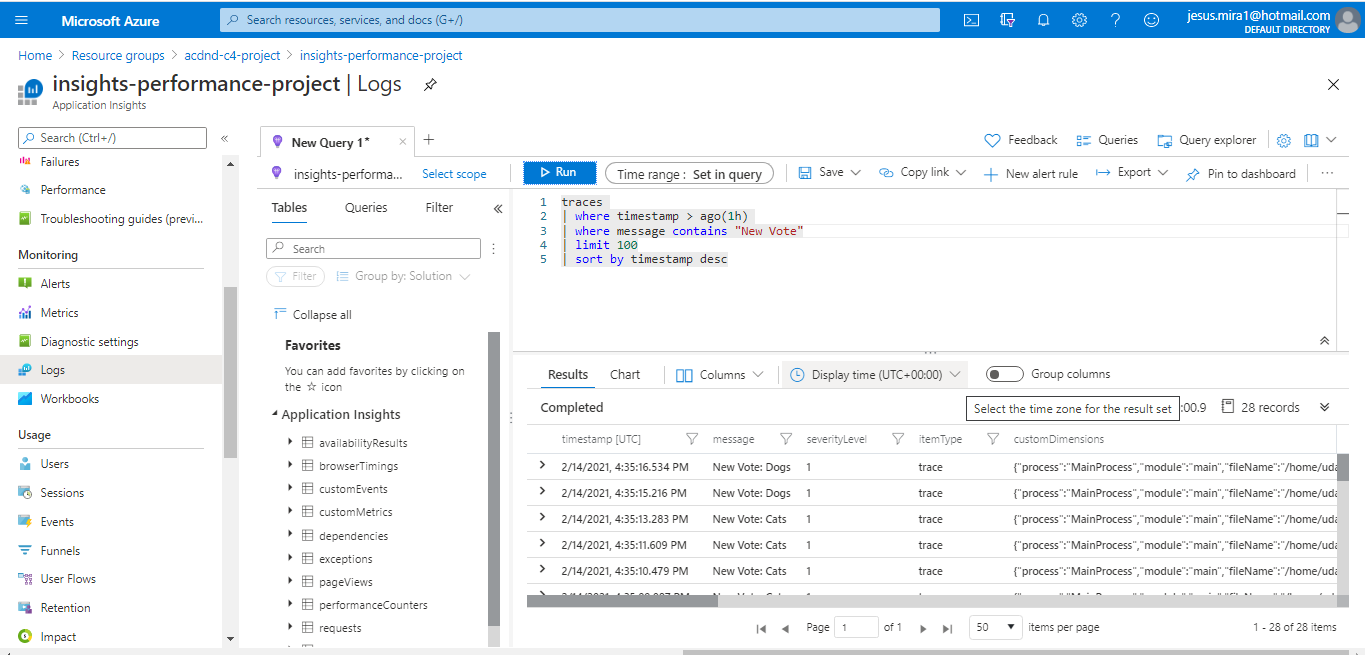 Microsoft Azure
Search resources, services, and docs (G+/)
jesus.mira1@hotmail.com
DEFAULT DIRECTORY
Home > Resource groups > acdnd-c4-project > insights-performance-project
insights-performance-project | Logs
Application Insights
Search (Ctrl+/)
Failures
Performance
Troubleshooting guides (previ...
Monitoring
Alerts
Metrics
Diagnostic settings
Logs
Workbooks
Usage
Users
Sessions
Events
Funnels
User Flows
Retention
Impact
New Query 1*
Feedback
Queries
Query explorer
insights-performa...
Select scope
Run
Time range : Set in query
Save
Copy link
New alert rule
Export
Pin to dashboard
Tables
Queries
Filter
Search
Filter
Group by: Solution
Collapse all
Favorites
You can add favorites by clicking on
the ☆ icon
Application Insights
availabilityResults
browserTimings
customEvents
customMetrics
dependencies
exceptions
pageViews
performanceCounters
requests
1 traces
2 | where timestamp > ago(1h)
3 | where message contains "New Vote"
4 | limit 100
5 | sort by timestamp desc
Results
Chart
Columns
Display time (UTC+00:00)
Group columns
Completed
Select the time zone for the result set
:00.9
28 records
timestamp [UTC] message severityLevel itemType customDimensions
2/14/2021, 4:35:16.534 PM New Vote: Dogs 1 trace {"process":"MainProcess","module":"main","fileName":"/home/uda
2/14/2021, 4:35:15.216 PM New Vote: Dogs 1 trace {"process":"MainProcess","module":"main","fileName":"/home/uda
2/14/2021, 4:35:13.283 PM New Vote: Cats 1 trace {"process":"MainProcess","module":"main","fileName":"/home/uda
2/14/2021, 4:35:11.609 PM New Vote: Cats 1 trace {"process":"MainProcess","module":"main","fileName":"/home/uda
2/14/2021, 4:35:10.479 PM New Vote: Cats 1 trace {"process":"MainProcess","module":"main","fileName":"/home/uda
Page 1 of 1
50 items per page
1 - 28 of 28 items